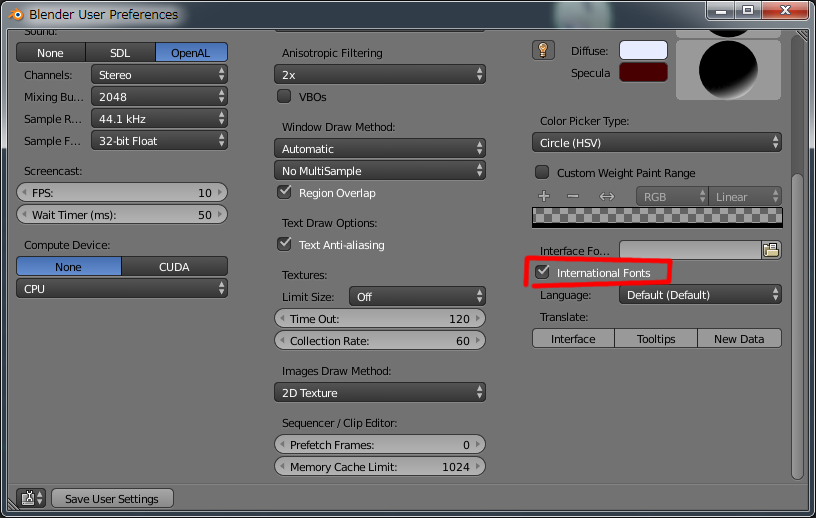 Blender User Preferences
Sound:
None SDL OpenAL
Channels: Stereo
Mixing Bu... 2048
Sample R... 44.1 kHz
Sample F... 32-bit Float
Screencast:
FPS: 10
Wait Timer (ms): 50
Compute Device:
None CUDA
CPU
Anisotropic Filtering
2x
VBOs
Window Draw Method:
Automatic
No MultiSample
Region Overlap
Text Draw Options:
Text Anti-aliasing
Textures:
Limit Size: Off
Time Out: 120
Collection Rate: 60
Images Draw Method:
2D Texture
Sequencer / Clip Editor:
Prefetch Frames: 0
Memory Cache Limit: 1024
Diffuse:
Specula
Color Picker Type:
Circle (HSV)
Custom Weight Paint Range
RGB Linear
Interface Fo...
International Fonts
Language: Default (Default)
Translate:
Interface Tooltips New Data
Save User Settings